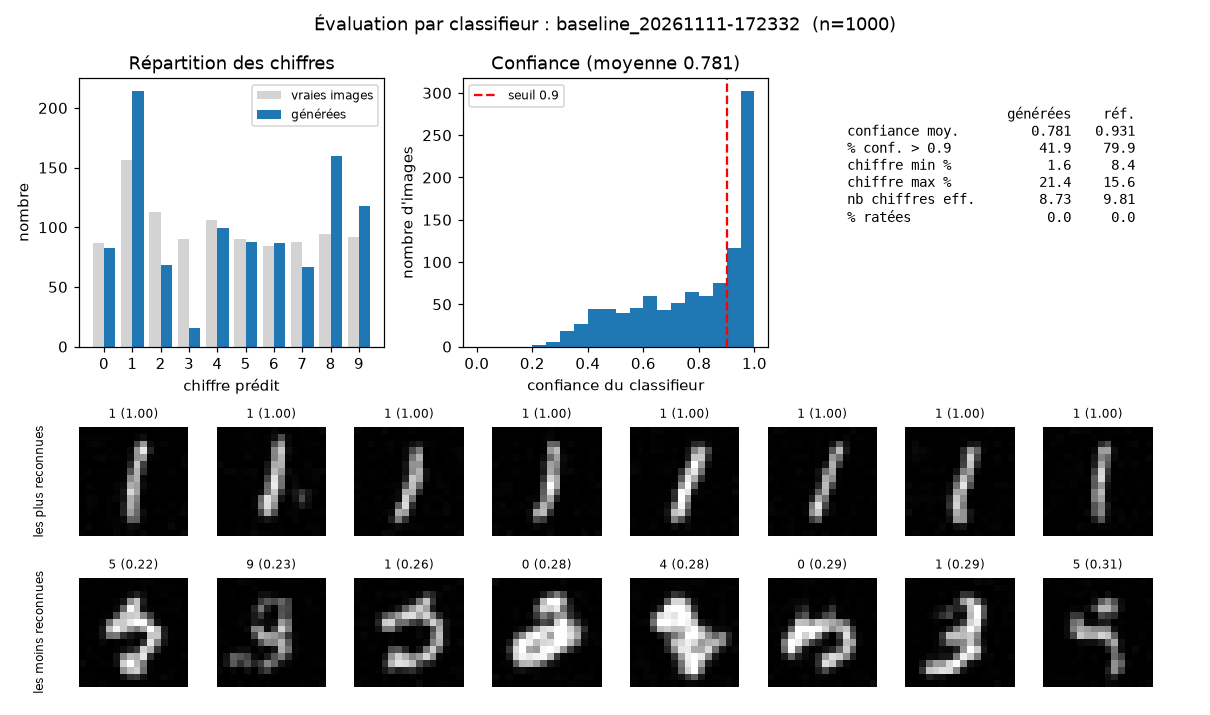 Évaluation par classifieur : baseline_20261111-172332  (n=1000)
Répartition des chiffres
vraies images
générées
nombre
200
150
100
50
0
0 1 2 3 4 5 6 7 8 9
chiffre prédit
Confiance (moyenne 0.781)
seuil 0.9
nombre d'images
300
250
200
150
100
50
0
0.0 0.2 0.4 0.6 0.8 1.0
confiance du classifieur
générées réf.
confiance moy. 0.781 0.931
% conf. > 0.9 41.9 79.9
chiffre min % 1.6 8.4
chiffre max % 21.4 15.6
nb chiffres eff. 8.73 9.81
% ratées 0.0 0.0
les plus reconnues
1 (1.00) 1 (1.00) 1 (1.00) 1 (1.00) 1 (1.00) 1 (1.00) 1 (1.00) 1 (1.00)
les moins reconnues
5 (0.22) 9 (0.23) 1 (0.26) 0 (0.28) 4 (0.28) 0 (0.29) 1 (0.29) 5 (0.31)